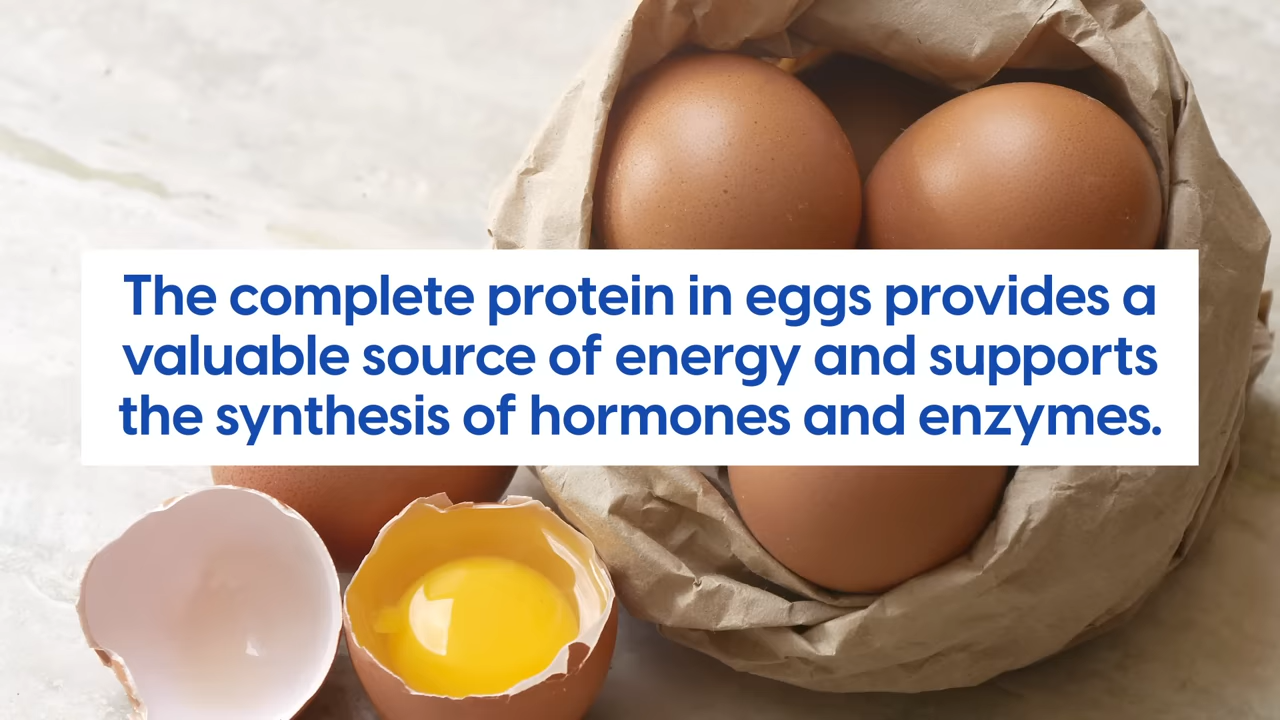 The complete protein in eggs provides a
valuable source of energy and supports
the synthesis of hormones and enzymes.